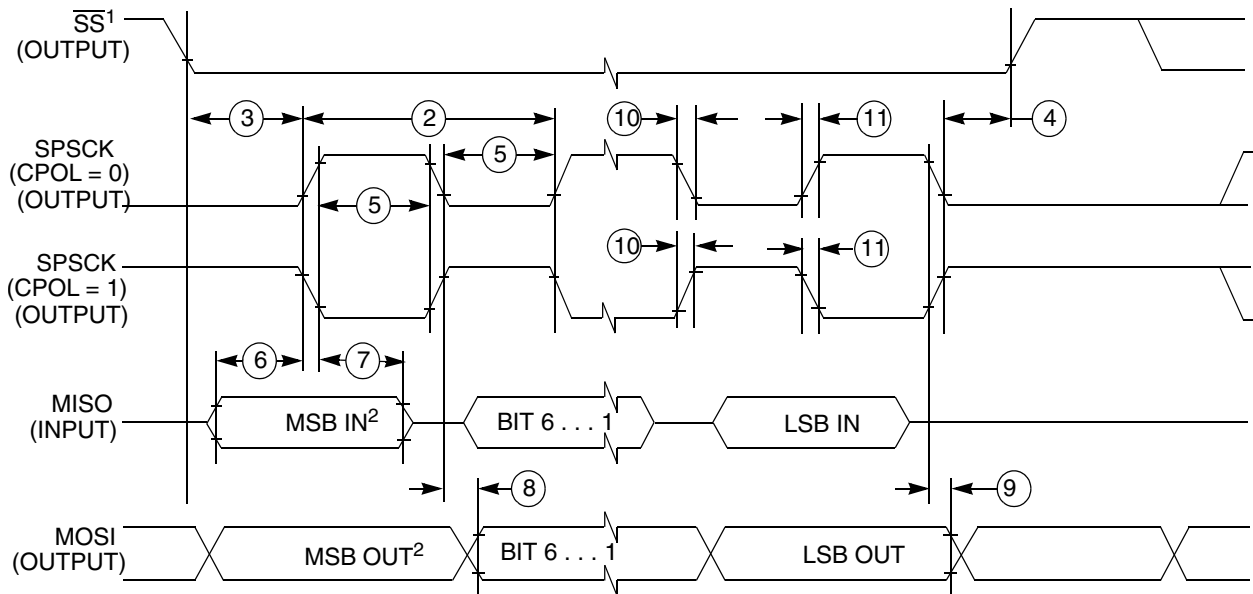 SS¹
(OUTPUT)
3
2
10
11
4
SPSCK
(CPOL = 0)
(OUTPUT)
5
5
SPSCK
(CPOL = 1)
(OUTPUT)
10
11
6
7
MISO
(INPUT)
MSB IN²
BIT 6 . . . 1
LSB IN
8
9
MOSI
(OUTPUT)
MSB OUT²
BIT 6 . . . 1
LSB OUT